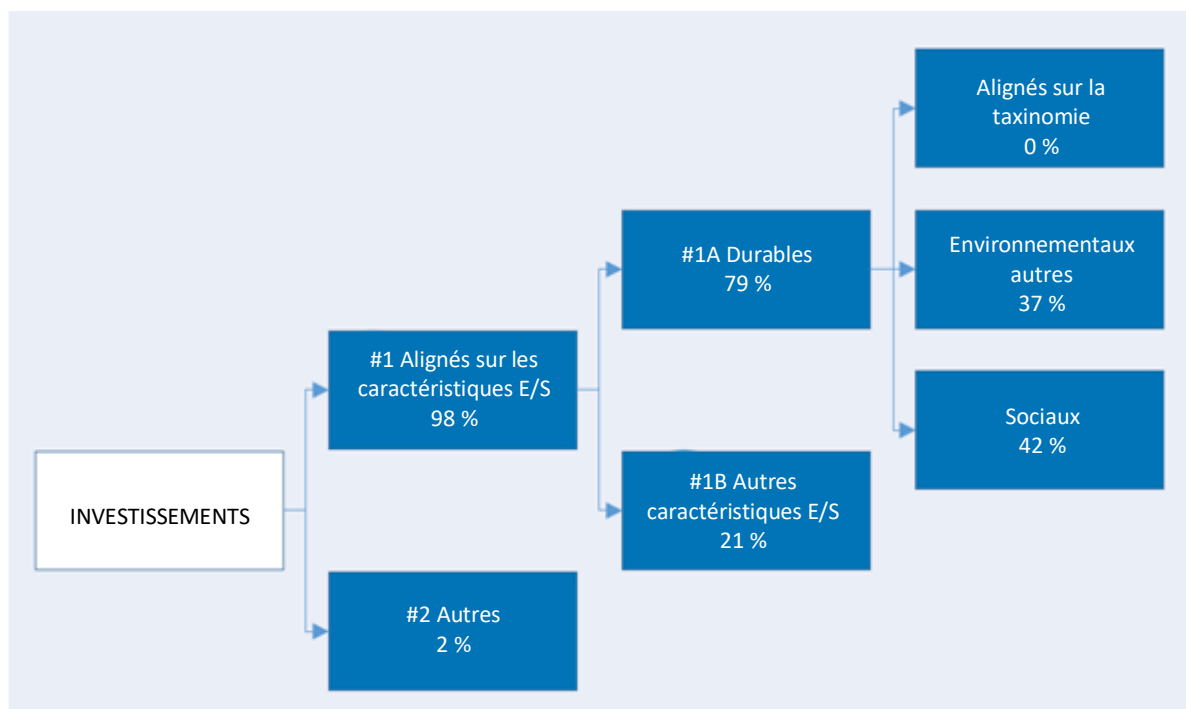 INVESTISSEMENTS
#1 Alignés sur les
caractéristiques E/S
98 %
#2 Autres
2 %
#1A Durables
79 %
#1B Autres
caractéristiques E/S
21 %
Alignés sur la
taxinomie
0 %
Environnementaux
autres
37 %
Sociaux
42 %